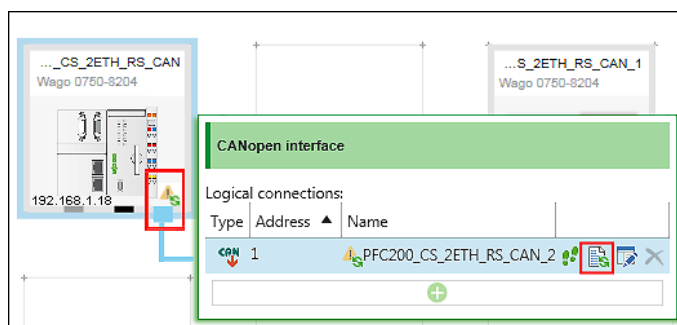 ..._CS_2ETH_RS_CAN
Wago 0750-8204
192.168.1.18
...S_2ETH_RS_CAN_1
Wago 0750-8204
CANopen interface
Logical connections:
Type Address Name
CAN 1 PFC200_CS_2ETH_RS_CAN_2